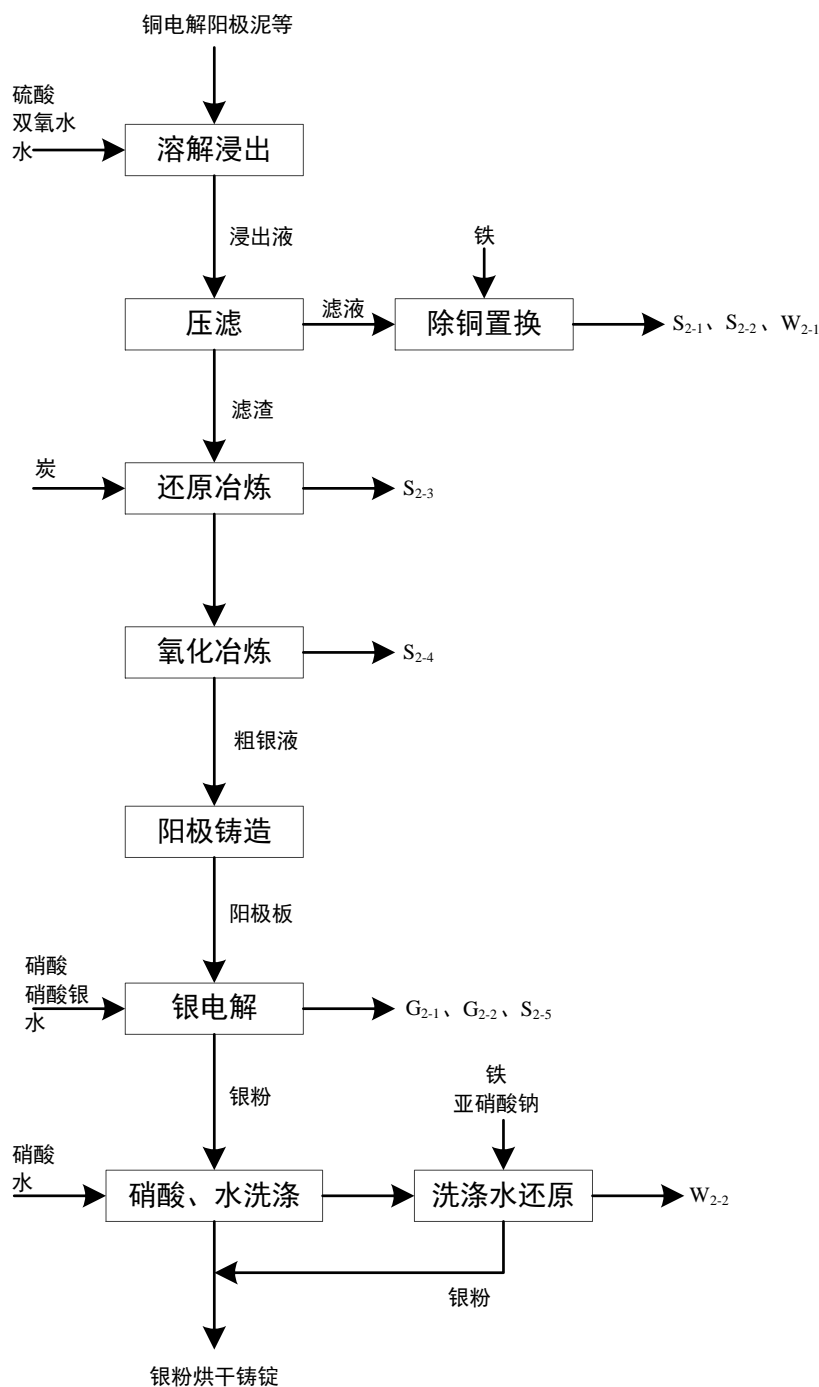 铜电解阳极泥等
硫酸
双氧水
水
溶解浸出
浸出液
铁
压滤
滤液
除铜置换
S2-1、S2-2、W2-1
滤渣
炭
还原冶炼
S2-3
氧化冶炼
S2-4
粗银液
阳极铸造
阳极板
硝酸
硝酸银
水
银电解
G2-1、G2-2、S2-5
银粉
铁
亚硝酸钠
硝酸
水
硝酸、水洗涤
洗涤水还原
W2-2
银粉
银粉烘干铸锭